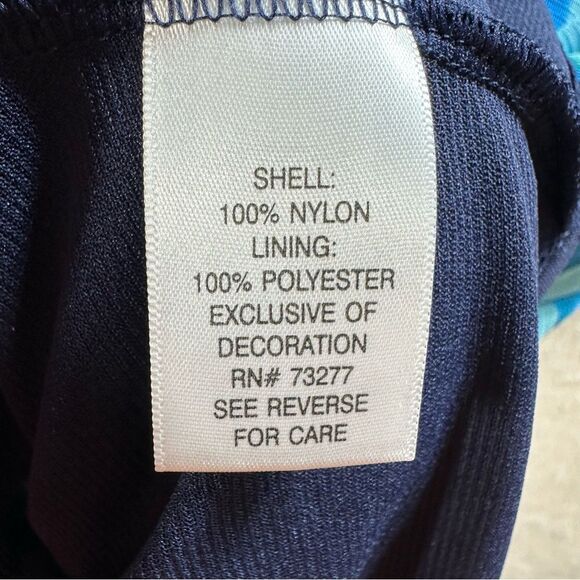 SHELL:
100% NYLON
LINING:
100% POLYESTER
EXCLUSIVE OF
DECORATION
RN# 73277
SEE REVERSE
FOR CARE